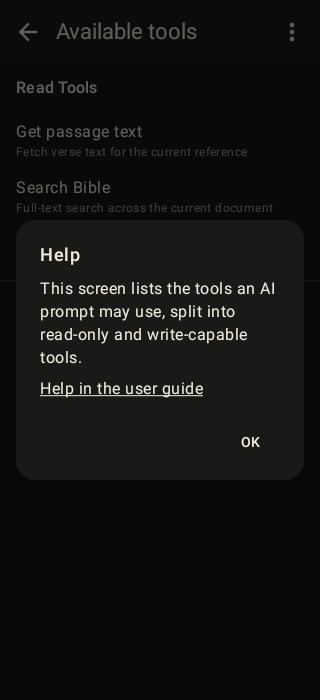 Available tools
Read Tools
Get passage text
Fetch verse text for the current reference
Search Bible
Full-text search across the current document
Help
This screen lists the tools an AI
prompt may use, split into
read-only and write-capable
tools.
Help in the user guide
OK